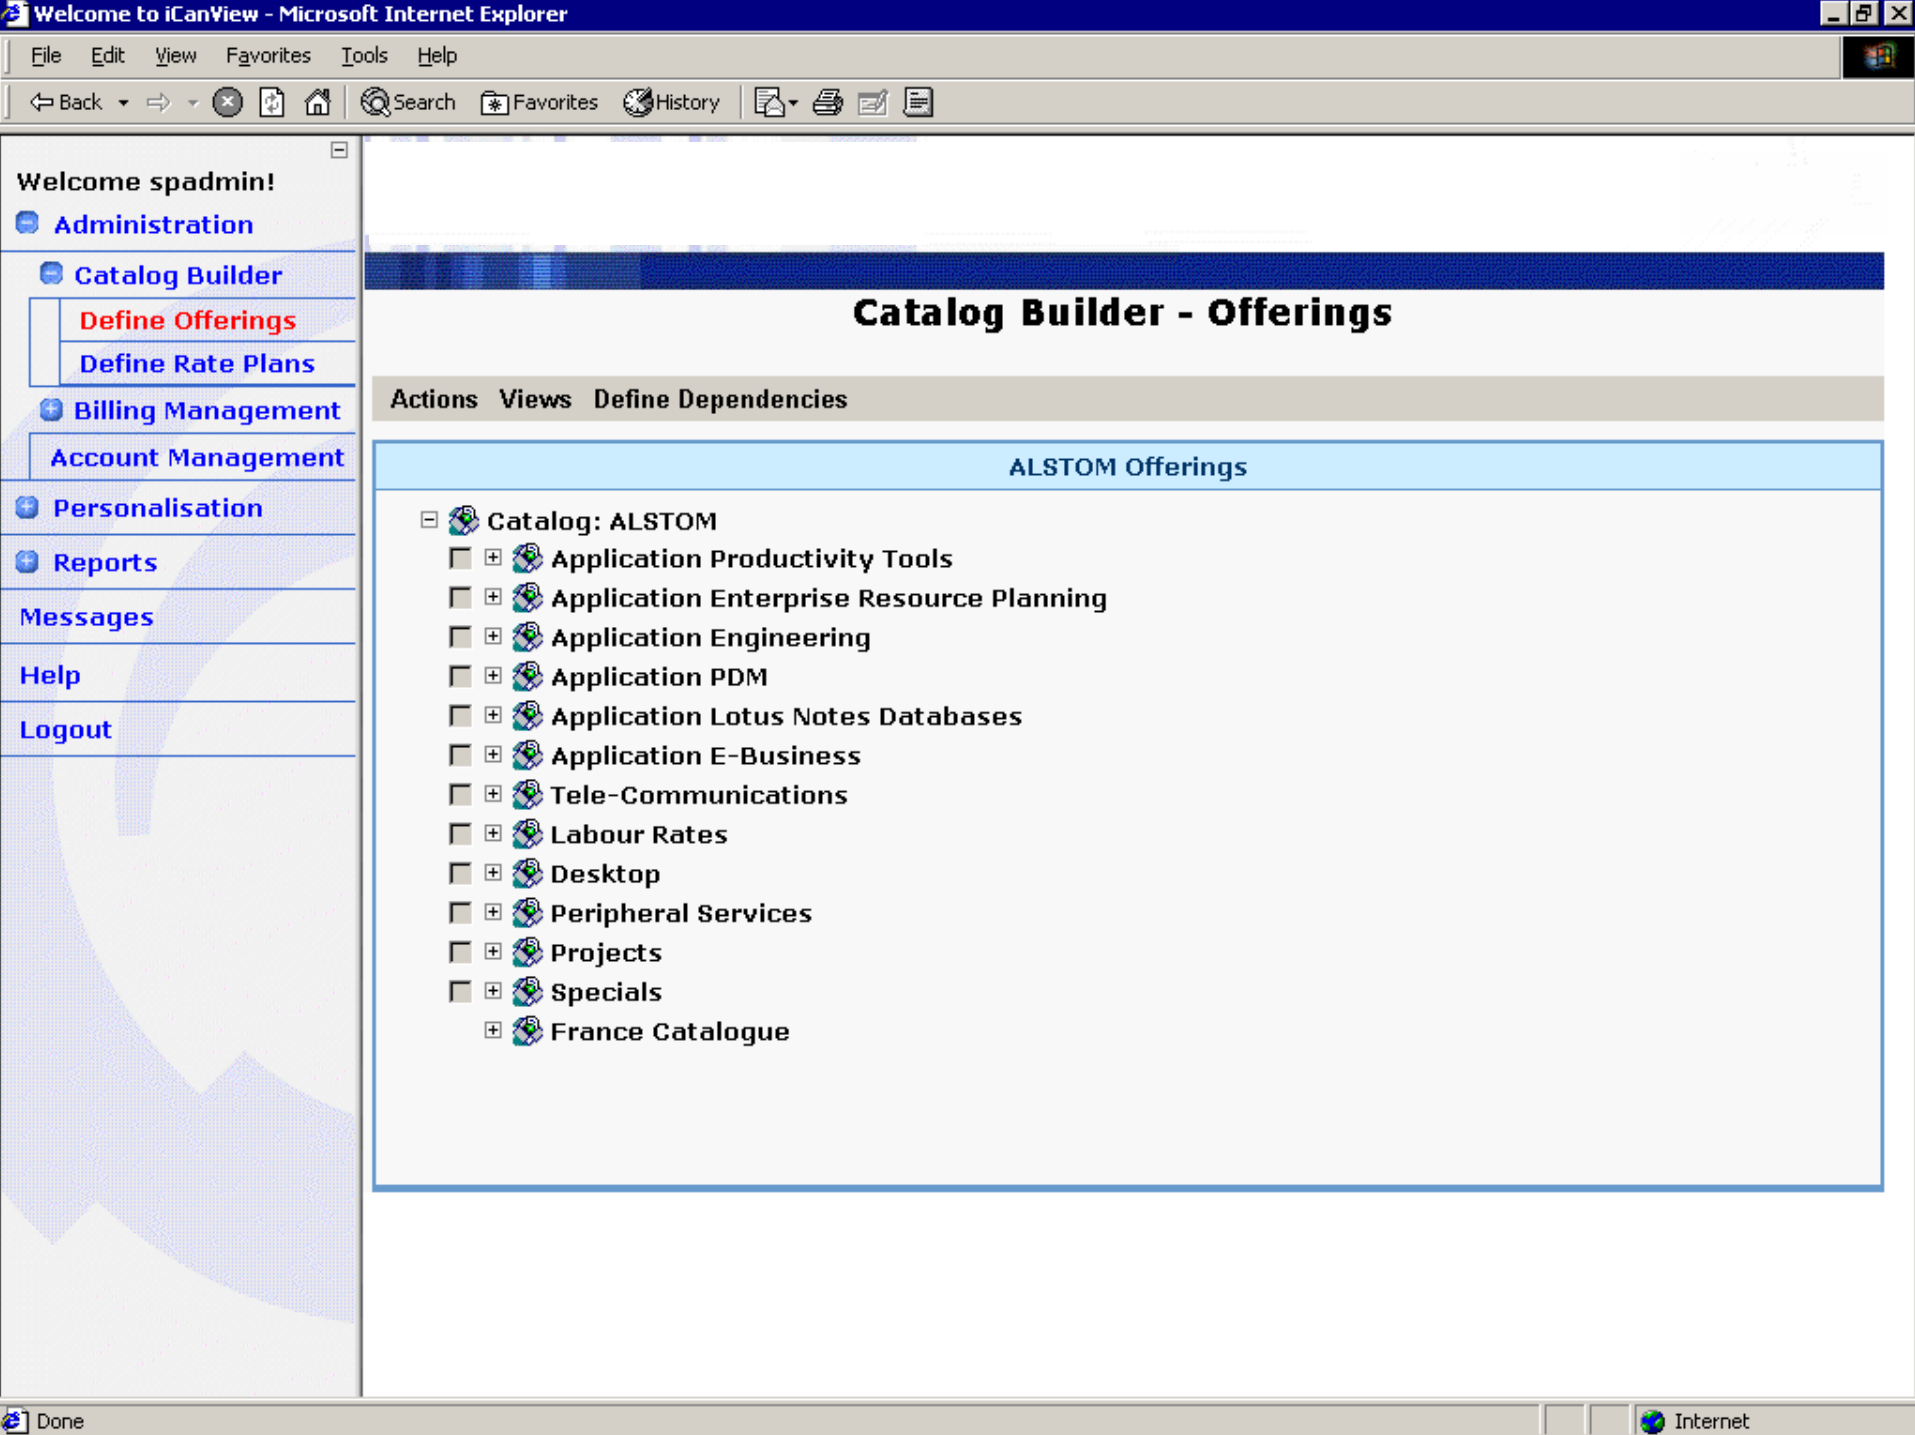 Welcome to iCanView - Microsoft Internet Explorer
File Edit View Favorites Tools Help
Back Search Favorites History
Welcome spadmin!
Administration
Catalog Builder
Define Offerings
Define Rate Plans
Billing Management
Account Management
Personalisation
Reports
Messages
Help
Logout
Catalog Builder - Offerings
Actions Views Define Dependencies
ALSTOM Offerings
Catalog: ALSTOM
Application Productivity Tools
Application Enterprise Resource Planning
Application Engineering
Application PDM
Application Lotus Notes Databases
Application E-Business
Tele-Communications
Labour Rates
Desktop
Peripheral Services
Projects
Specials
France Catalogue
Done Internet